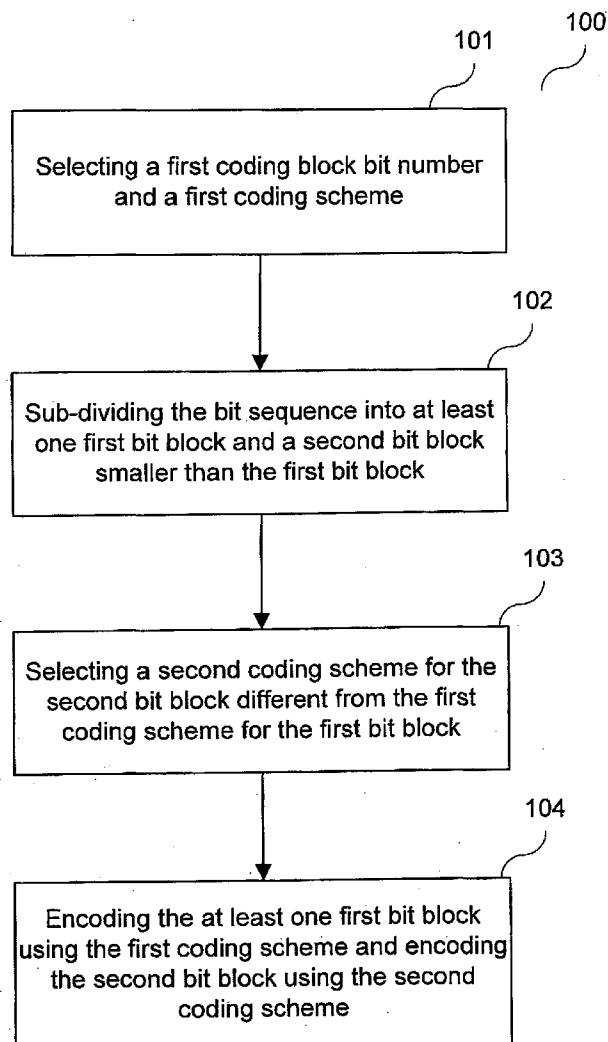 100
101
Selecting a first coding block bit number
and a first coding scheme
102
Sub-dividing the bit sequence into at least
one first bit block and a second bit block
smaller than the first bit block
103
Selecting a second coding scheme for the
second bit block different from the first
coding scheme for the first bit block
104
Encoding the at least one first bit block
using the first coding scheme and encoding
the second bit block using the second
coding scheme